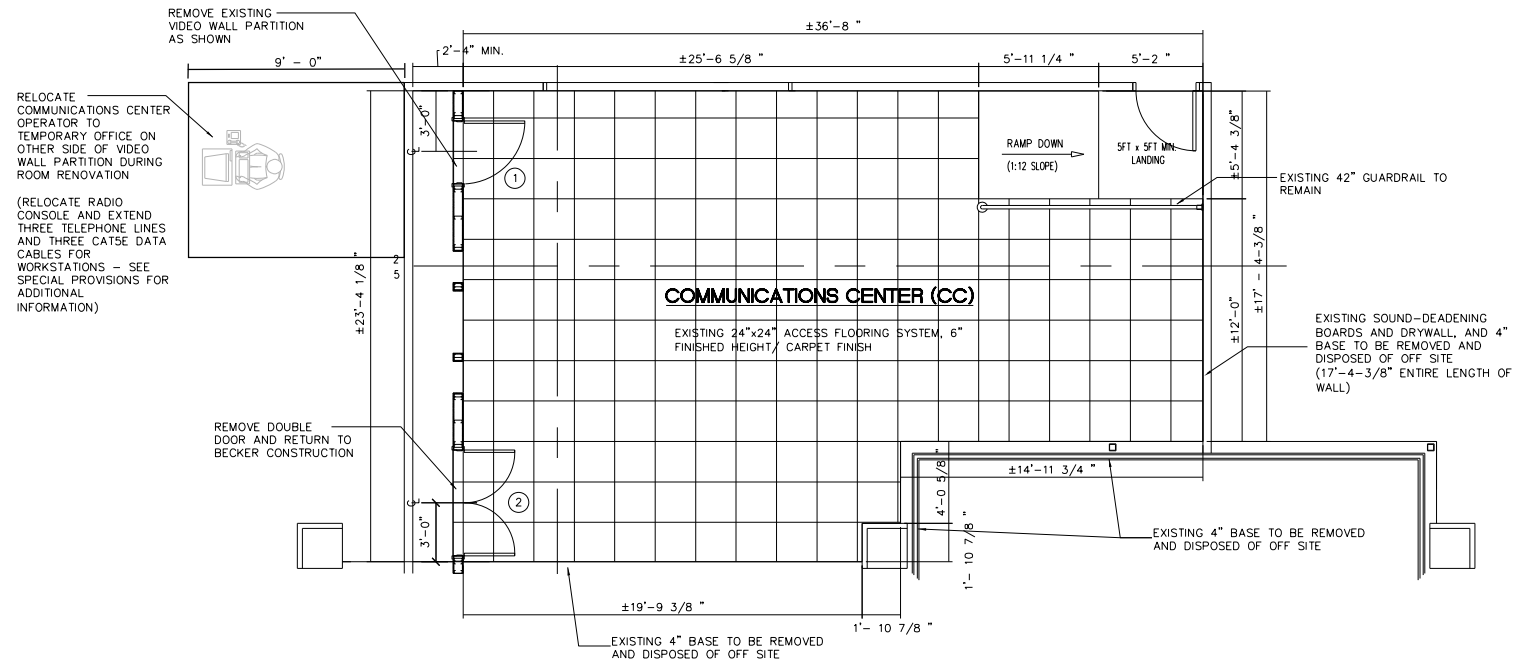 REMOVE EXISTING
VIDEO WALL PARTITION
AS SHOWN
±36'-8 "
2'-4" MIN.
9' - 0"
±25'-6 5/8 "
5'-11 1/4 "
5'-2 "
RELOCATE
COMMUNICATIONS CENTER
OPERATOR TO
TEMPORARY OFFICE ON
OTHER SIDE OF VIDEO
WALL PARTITION DURING
ROOM RENOVATION
(RELOCATE RADIO
CONSOLE AND EXTEND
THREE TELEPHONE LINES
AND THREE CAT5E DATA
CABLES FOR
WORKSTATIONS – SEE
SPECIAL PROVISIONS FOR
ADDITIONAL
INFORMATION)
3'-0"
CL
1
RAMP DOWN
(1:12 SLOPE)
5FT x 5FT MIN.
LANDING
±5'-4 3/8"
EXISTING 42" GUARDRAIL TO
REMAIN
2
5
±23'-4 1/8 "
COMMUNICATIONS CENTER (CC)
EXISTING 24"x24" ACCESS FLOORING SYSTEM, 6"
FINISHED HEIGHT/ CARPET FINISH
±12'-0"
±17' - 4-3/8 "
EXISTING SOUND-DEADENING
BOARDS AND DRYWALL, AND 4"
BASE TO BE REMOVED AND
DISPOSED OF OFF SITE
(17'-4-3/8" ENTIRE LENGTH OF
WALL)
REMOVE DOUBLE
DOOR AND RETURN TO
BECKER CONSTRUCTION
CL
2
3'-0"
±14'-11 3/4 "
4'-0 5/8"
1'- 10 7/8 "
EXISTING 4" BASE TO BE REMOVED
AND DISPOSED OF OFF SITE
±19'-9 3/8 "
1'- 10 7/8 "
EXISTING 4" BASE TO BE REMOVED
AND DISPOSED OF OFF SITE